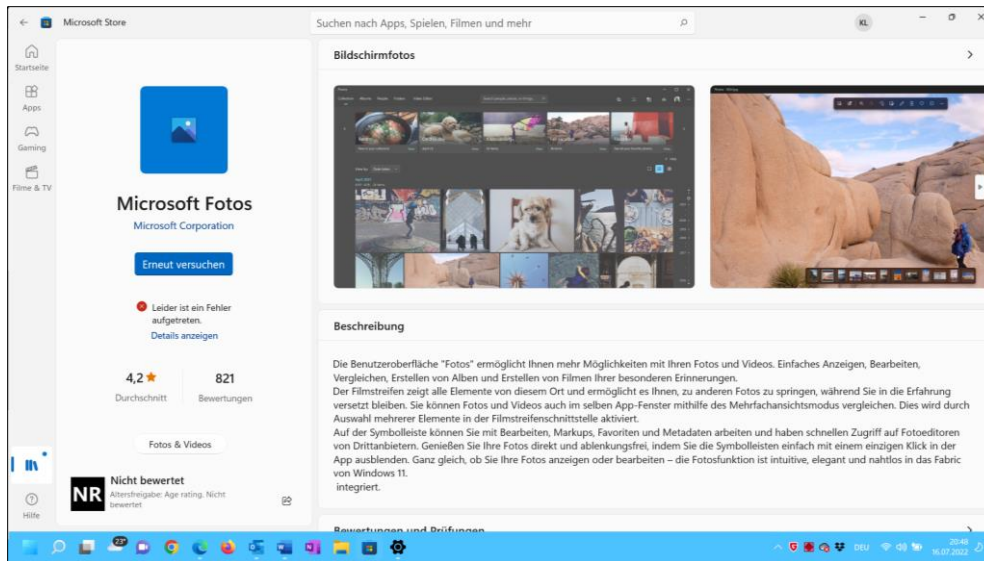 Microsoft Store
Suchen nach Apps, Spielen, Filmen und mehr
KL
Startseite
Apps
Gaming
Filme & TV
Hilfe
Microsoft Fotos
Microsoft Corporation
Erneut versuchen
Leider ist ein Fehler
aufgetreten.
Details anzeigen
4,2
821
Durchschnitt
Bewertungen
Fotos & Videos
NR
Nicht bewertet
Altersfreigabe: Age rating. Nicht
bewertet
Bildschirmfotos
Beschreibung
Die Benutzeroberfläche "Fotos" ermöglicht Ihnen mehr Möglichkeiten mit Ihren Fotos und Videos. Einfaches Anzeigen, Bearbeiten,
Vergleichen, Erstellen von Alben und Erstellen von Filmen Ihrer besonderen Erinnerungen.
Der Filmstreifen zeigt alle Elemente von diesem Ort und ermöglicht es Ihnen, zu anderen Fotos zu springen, während Sie in die Erfahrung
versetzt bleiben. Sie können Fotos und Videos auch im selben App-Fenster mithilfe des Mehrfachansichtsmodus vergleichen. Dies wird durch
Auswahl mehrerer Elemente in der Filmstreifenschnittstelle aktiviert.
Auf der Symbolleiste können Sie mit Bearbeiten, Markups, Favoriten und Metadaten arbeiten und haben schnellen Zugriff auf Fotoeditoren
von Drittanbietern. Genießen Sie Ihre Fotos direkt und ablenkungsfrei, indem Sie die Symbolleisten einfach mit einem einzigen Klick in der
App ausblenden. Ganz gleich, ob Sie Ihre Fotos anzeigen oder bearbeiten – die Fotosfunktion ist intuitive, elegant und nahtlos in das Fabric
von Windows 11.
integriert.
Bewertungen und Prüfungen
23°
DEU
20:48
16.07.2022